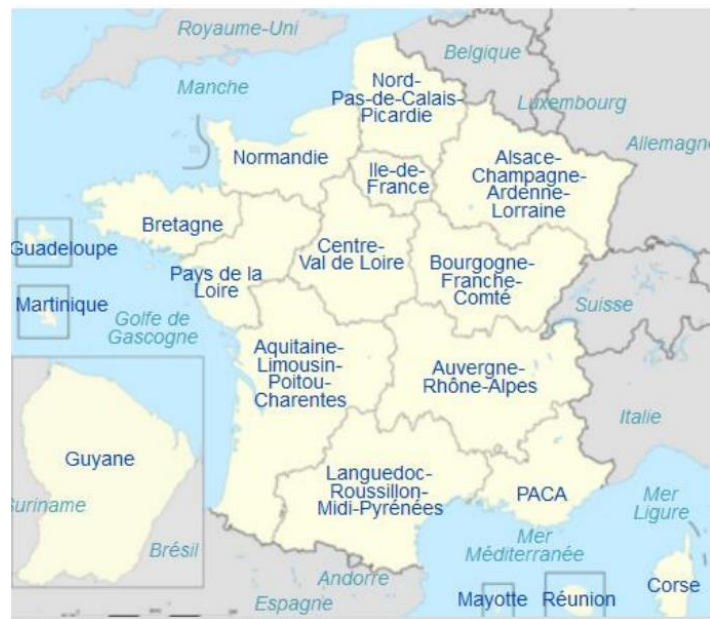 Royaume-Uni
Belgique
Manche
Nord-
Pas-de-Calais-
Picardie
Luxembourg
Allemagne
Normandie
Ile-de-
France
Alsace-
Champagne-
Ardenne-
Lorraine
Bretagne
Guadeloupe
Centre-
Val de Loire
Pays de la
Loire
Bourgogne-
Franche-
Comté
Martinique
Suisse
Golfe de
Gascogne
Aquitaine-
Limousin-
Poitou-
Charentes
Auvergne-
Rhône-Alpes
Italie
Guyane
Languedoc-
Roussillon-
Midi-Pyrénées
PACA
Suriname
Mer
Ligure
Brésil
Mer
Méditerranée
Andorre
Espagne
Mayotte
Réunion
Corse